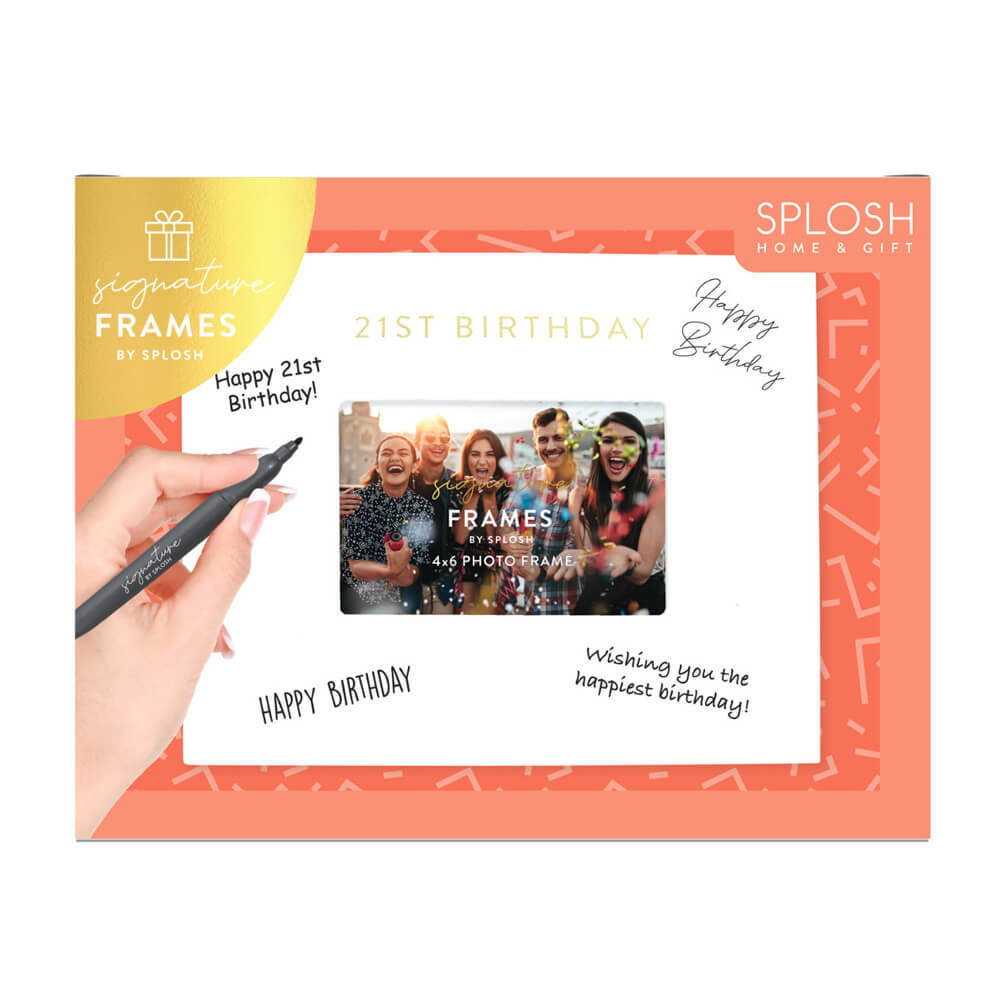 signature
FRAMES
BY SPLOSH
SPLOSH
HOME & GIFT
21ST BIRTHDAY
Happy
Birthday
Happy 21st
Birthday!
signature
FRAMES
BY SPLOSH
4x6 PHOTO FRAME
signature
BY SPLOSH
HAPPY BIRTHDAY
Wishing you the
happiest birthday!